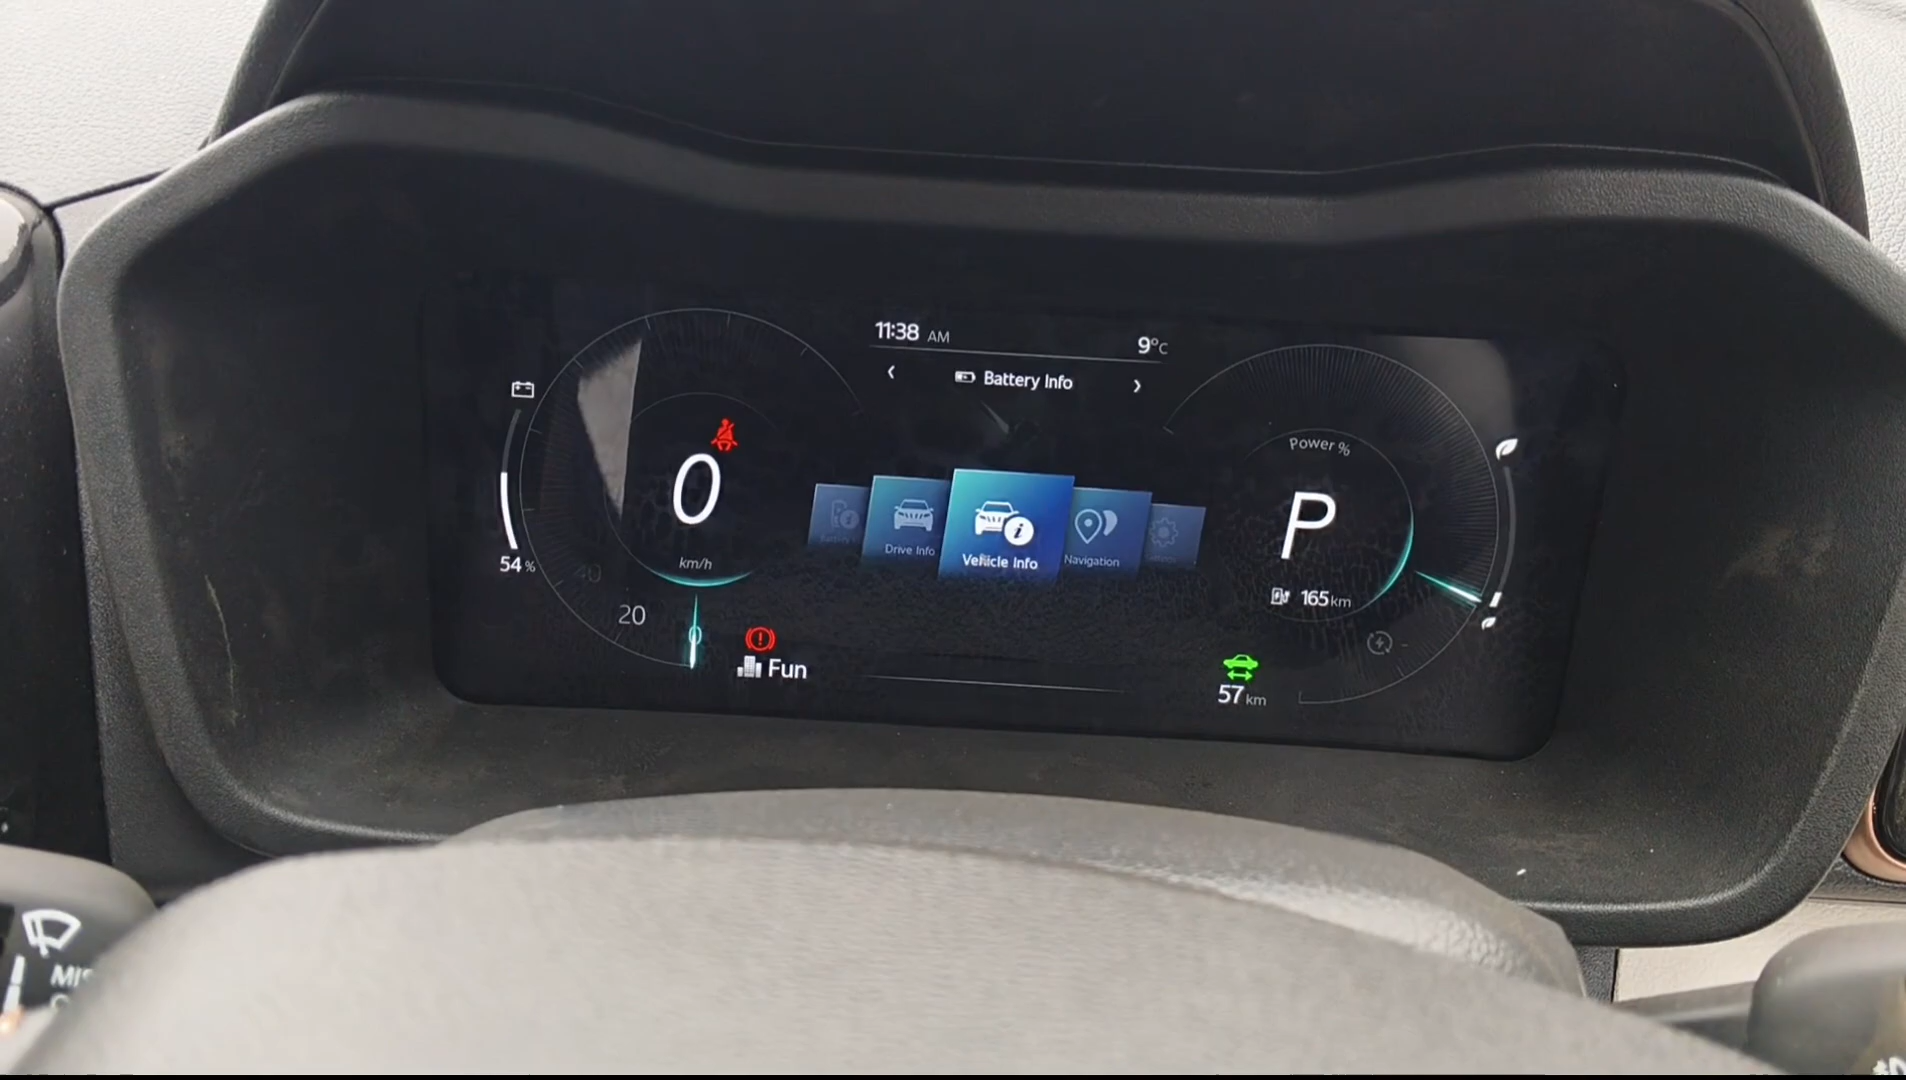 11:38 AM
9°C
< Battery Info >
Power %
0
P
Drive Info
Vehicle Info
Navigation
km/h
54 %
40
165 km
20
0
Fun
57 km